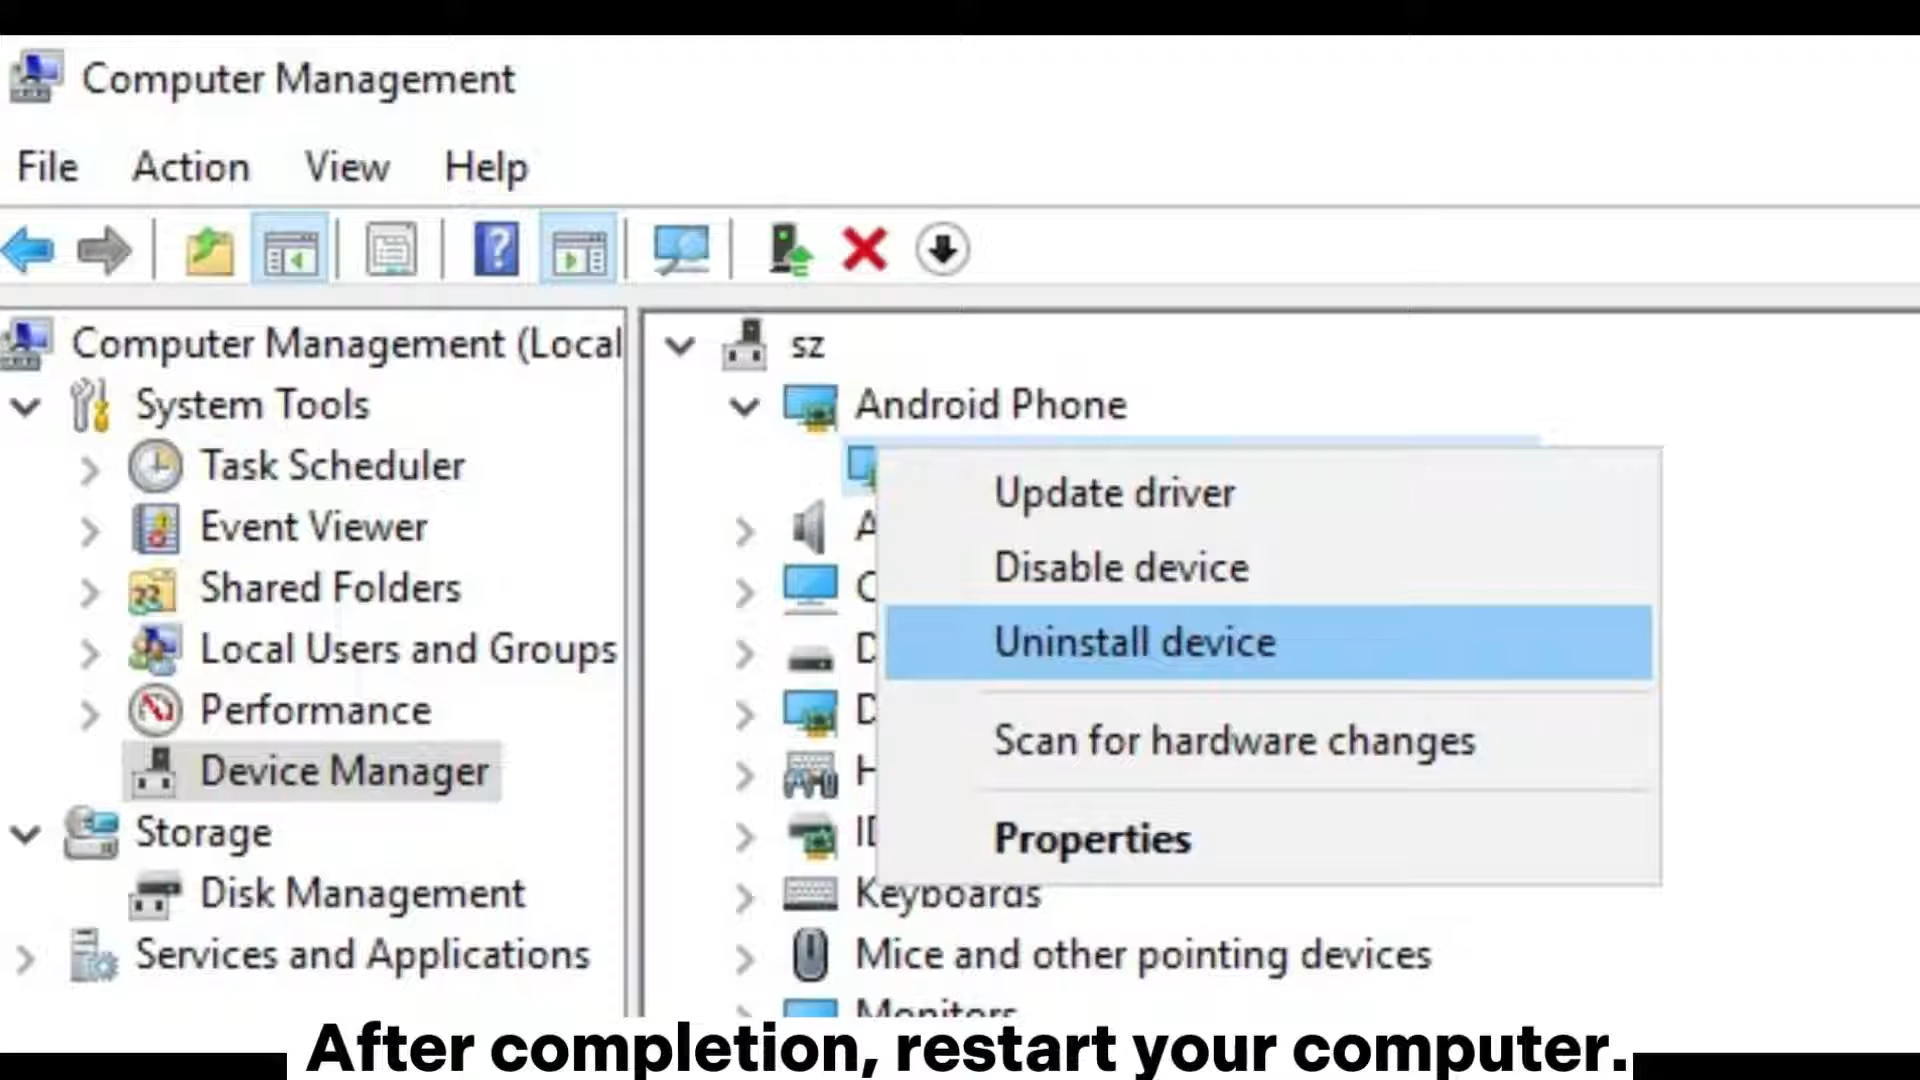 Computer Management
File Action View Help
Computer Management (Local
System Tools
Task Scheduler
Event Viewer
Shared Folders
Local Users and Groups
Performance
Device Manager
Storage
Disk Management
Services and Applications
sz
Android Phone
A
C
D
D
H
ID
Keyboards
Mice and other pointing devices
Monitors
Update driver
Disable device
Uninstall device
Scan for hardware changes
Properties
After completion, restart your computer.